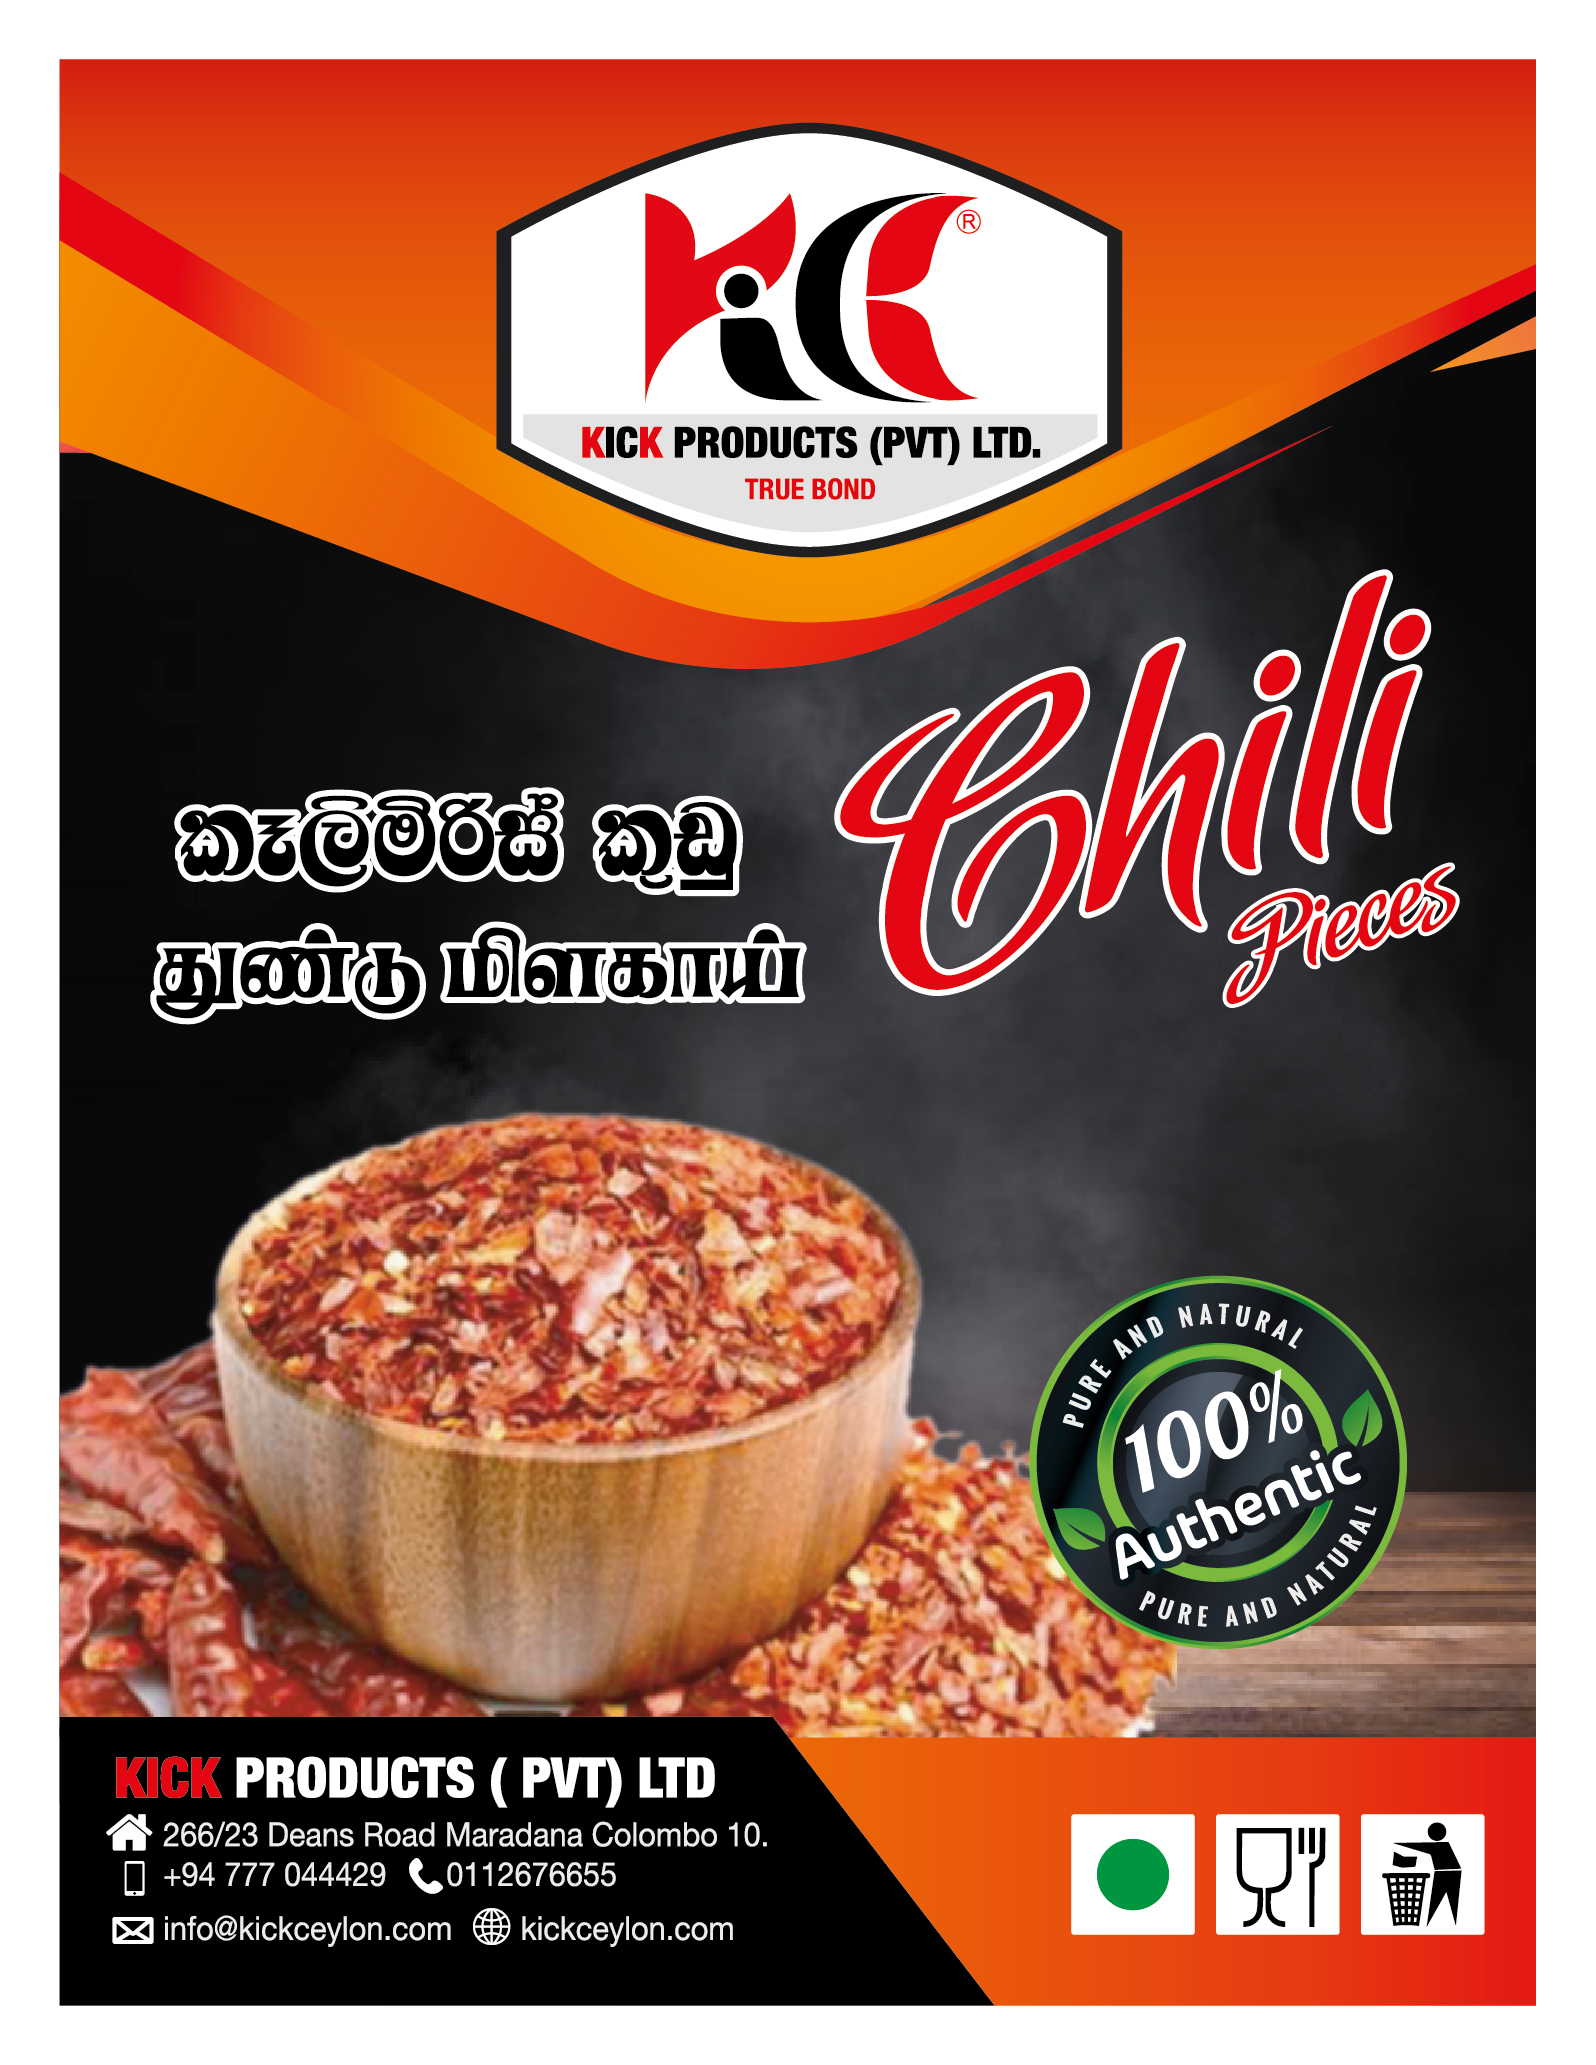 KiCK®
KICK PRODUCTS (PVT) LTD.
TRUE BOND
Chili
Pieces
කෑලිමිරිස් කුඩු
துண்டு மிளகாய்
PURE AND NATURAL
100%
Authentic
PURE AND NATURAL
KICK PRODUCTS ( PVT) LTD
266/23 Deans Road Maradana Colombo 10.
+94 777 044429 0112676655
info@kickceylon.com kickceylon.com